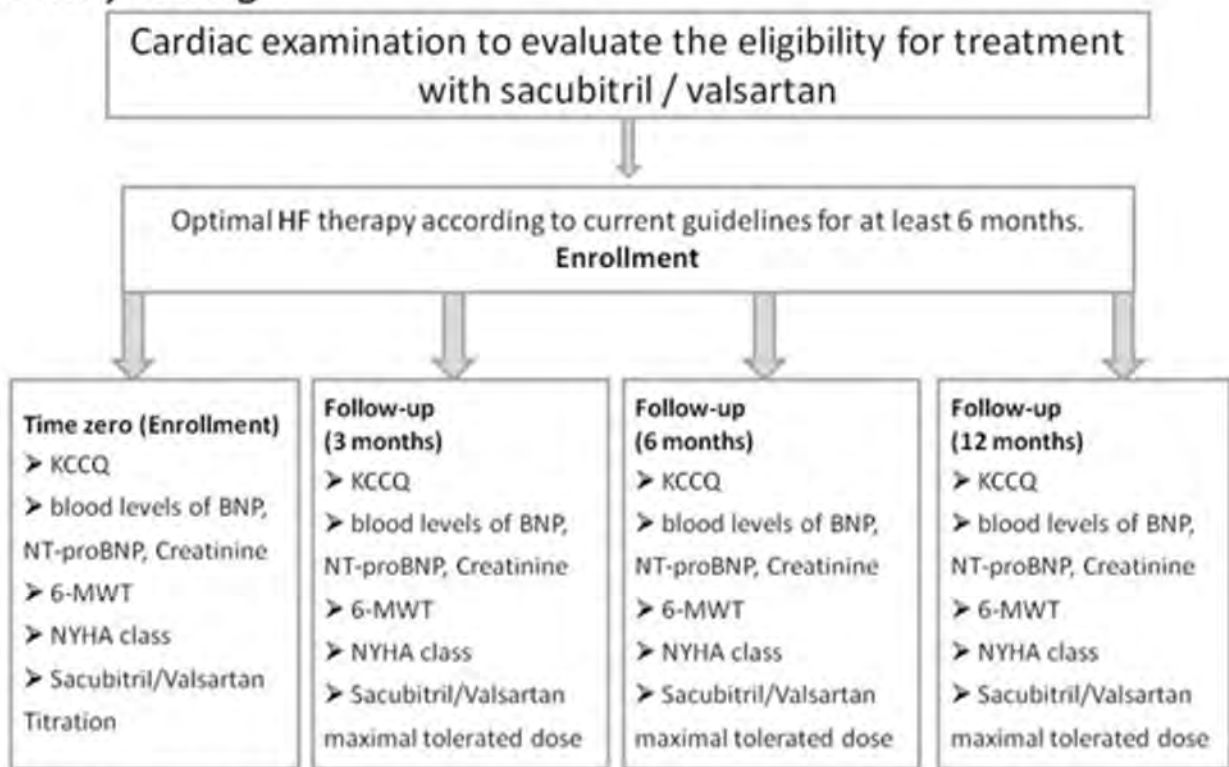 Cardiac examination to evaluate the eligibility for treatment
with sacubitril / valsartan
Optimal HF therapy according to current guidelines for at least 6 months.
Enrollment
Time zero (Enrollment)
➤ KCCQ
➤ blood levels of BNP,
NT-proBNP, Creatinine
➤ 6-MWT
➤ NYHA class
➤ Sacubitril/Valsartan
Titration
Follow-up
(3 months)
➤ KCCQ
➤ blood levels of BNP,
NT-proBNP, Creatinine
➤ 6-MWT
➤ NYHA class
➤ Sacubitril/Valsartan
maximal tolerated dose
Follow-up
(6 months)
➤ KCCQ
➤ blood levels of BNP,
NT-proBNP, Creatinine
➤ 6-MWT
➤ NYHA class
➤ Sacubitril/Valsartan
maximal tolerated dose
Follow-up
(12 months)
➤ KCCQ
➤ blood levels of BNP,
NT-proBNP, Creatinine
➤ 6-MWT
➤ NYHA class
➤ Sacubitril/Valsartan
maximal tolerated dose